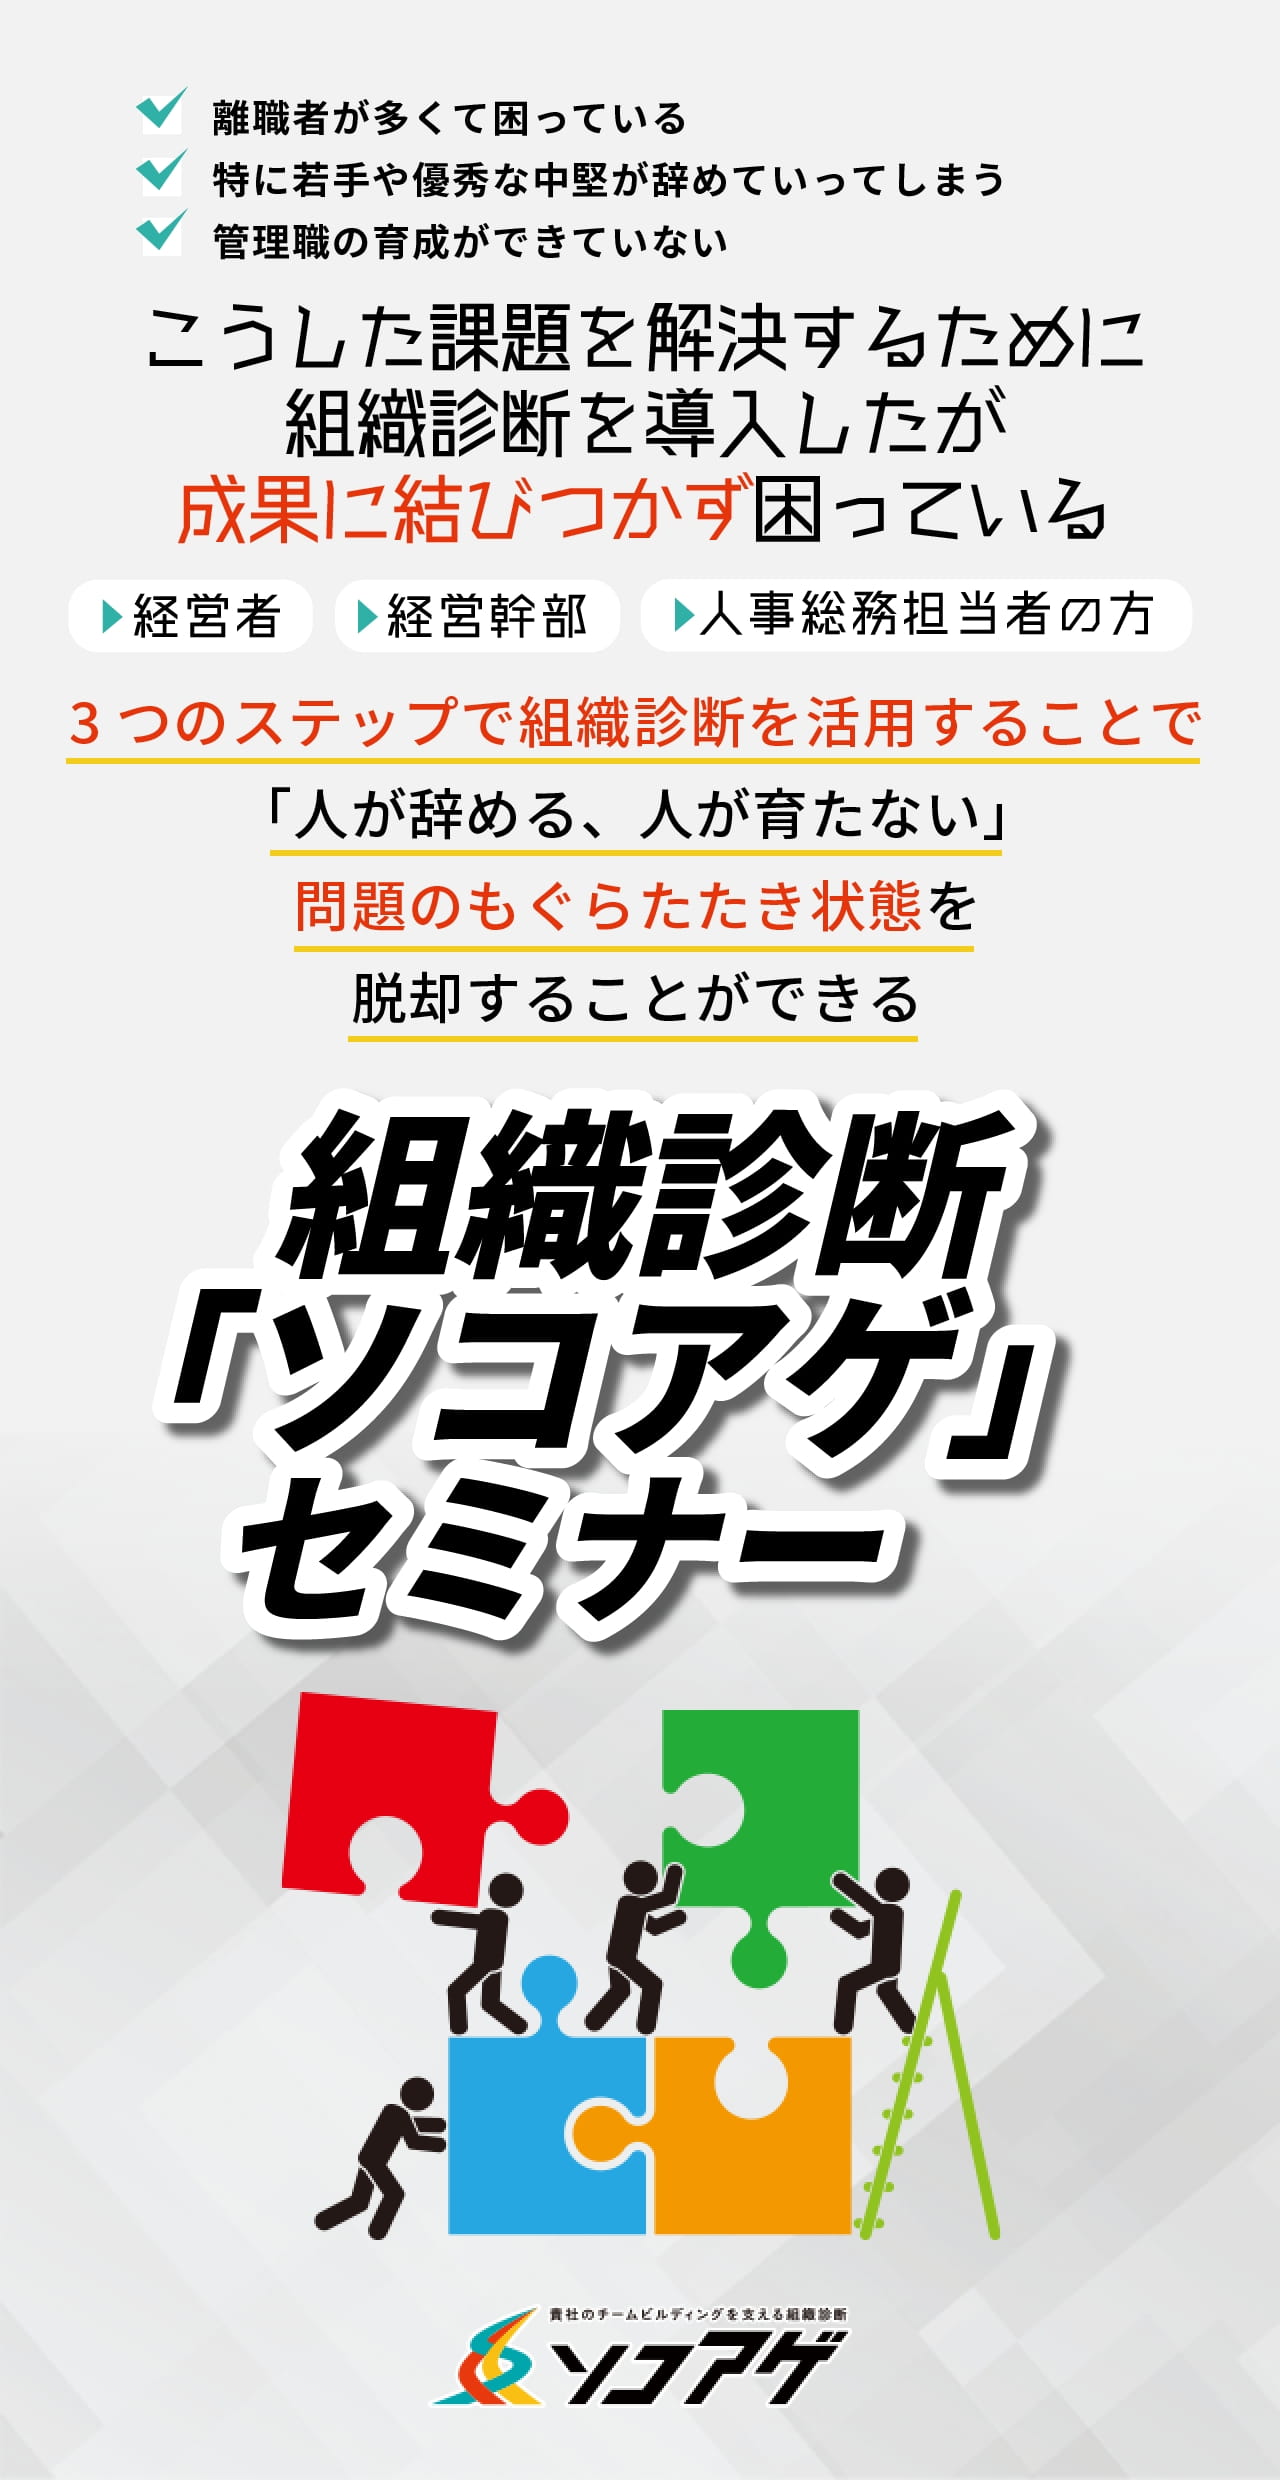 離職者が多くて困っている
特に若手や優秀な中堅が辞めていってしまう
管理職の育成ができていない
こうした課題を解決するために
組織診断を導入したが
成果に結びつかず困っている
経営者
経営幹部
人事総務担当者の方
３つのステップで組織診断を活用することで
「人が辞める、人が育たない」
問題のもぐらたたき状態を
脱却することができる
組織診断
「ソコアゲ」
セミナー
貴社のチームビルディングを支える組織診断
ソコアゲ